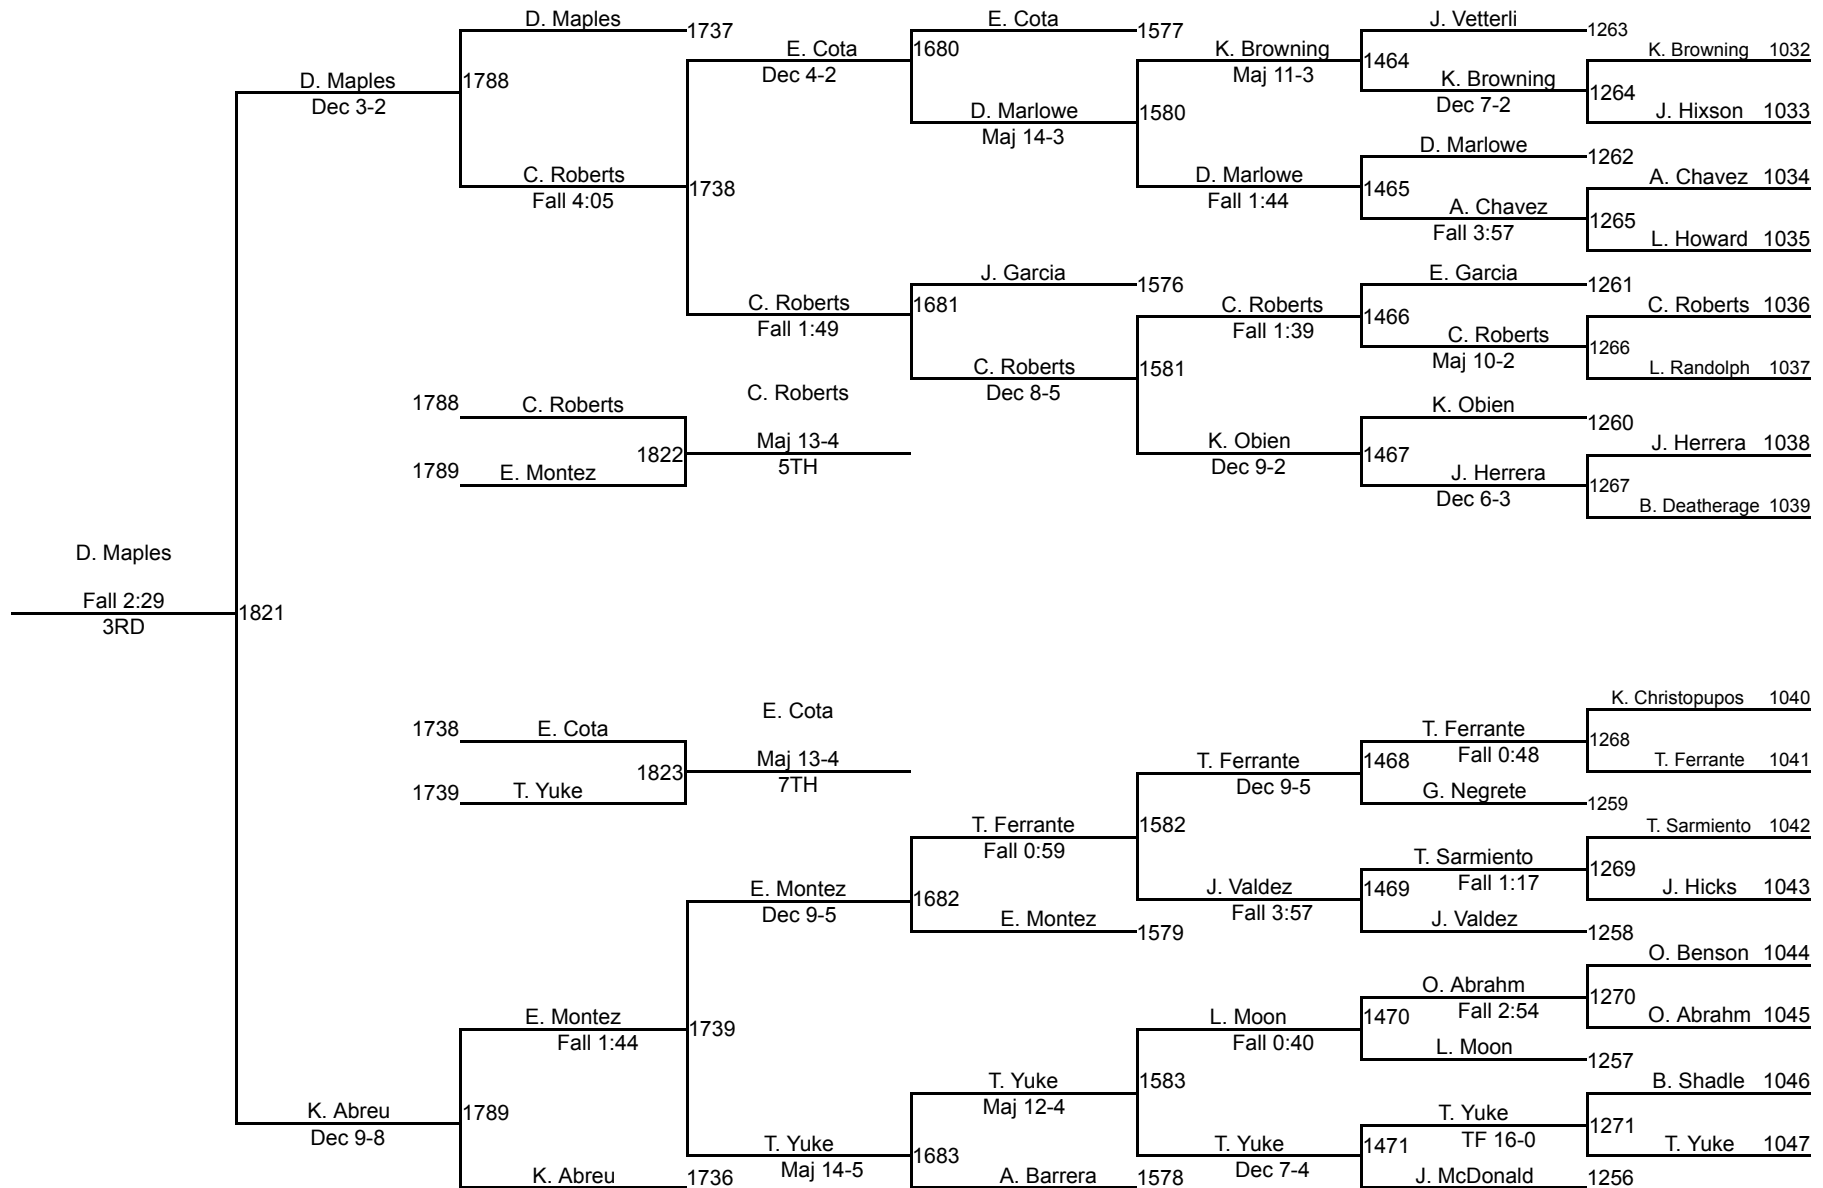 D. Maples
1737
E. Cota
1577
J. Vetterli
1263
E. Cota
Dec 4-2
1680
K. Browning
Maj 11-3
1464
K. Browning 1032
D. Maples
Dec 3-2
1788
K. Browning
Dec 7-2
1264
J. Hixson 1033
D. Marlowe
Maj 14-3
1580
D. Marlowe
1262
C. Roberts
Fall 4:05
1738
D. Marlowe
Fall 1:44
1465
A. Chavez 1034
A. Chavez
Fall 3:57
1265
L. Howard 1035
J. Garcia
1576
E. Garcia
1261
C. Roberts
Fall 1:49
1681
C. Roberts
Fall 1:39
1466
C. Roberts 1036
C. Roberts
Maj 10-2
1266
L. Randolph 1037
C. Roberts
Dec 8-5
1581
1788
C. Roberts
C. Roberts
K. Obien
1260
1822
Maj 13-4
5TH
K. Obien
Dec 9-2
1467
J. Herrera 1038
1789
E. Montez
J. Herrera
Dec 6-3
1267
B. Deatherage 1039
D. Maples
Fall 2:29
3RD
1821
K. Christopupos 1040
1738
E. Cota
E. Cota
T. Ferrante
Fall 0:48
1268
1823
Maj 13-4
7TH
T. Ferrante
Dec 9-5
1468
T. Ferrante 1041
1739
T. Yuke
G. Negrete
1259
T. Ferrante
Fall 0:59
1582
T. Sarmiento 1042
T. Sarmiento
Fall 1:17
1269
E. Montez
Dec 9-5
1682
J. Valdez
Fall 3:57
1469
J. Hicks 1043
E. Montez
1579
J. Valdez
1258
O. Benson 1044
O. Abrahm
Fall 2:54
1270
E. Montez
Fall 1:44
1739
L. Moon
Fall 0:40
1470
O. Abrahm 1045
L. Moon
1257
T. Yuke
Maj 12-4
1583
B. Shadle 1046
K. Abreu
Dec 9-8
1789
T. Yuke
TF 16-0
1271
T. Yuke
Maj 14-5
1683
T. Yuke
Dec 7-4
1471
T. Yuke 1047
K. Abreu
1736
A. Barrera
1578
J. McDonald
1256